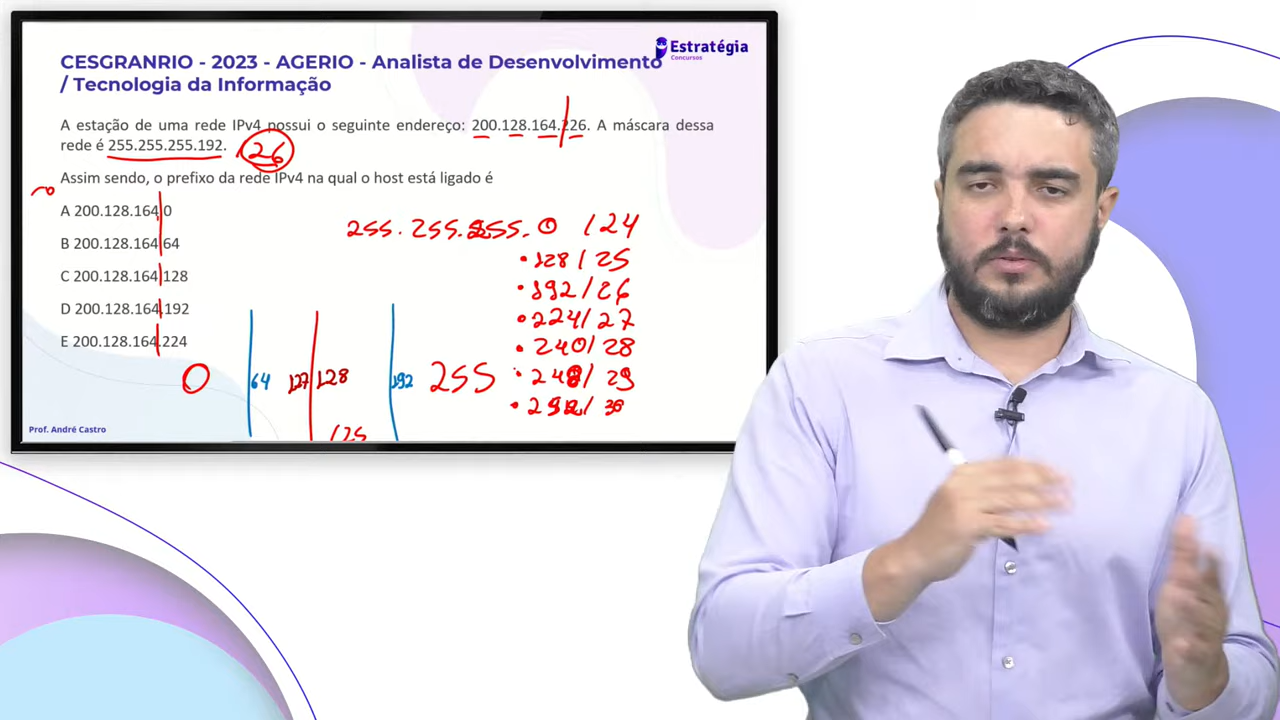 CESGRANRIO - 2023 - AGERIO - Analista de Desenvolvimento
/ Tecnologia da Informação
Estratégia
Concursos
A estação de uma rede IPv4 possui o seguinte endereço: 200.128.164.226. A máscara dessa
rede é 255.255.255.192. /26
Assim sendo, o prefixo da rede IPv4 na qual o host está ligado é
A 200.128.164.0
B 200.128.164.64
C 200.128.164.128
D 200.128.164.192
E 200.128.164.224
255.255.255.0 /24
.128/25
.192/26
.224/27
.240/28
.248/29
.252/30
0 64 127 128 192 255
/25
Prof. André Castro